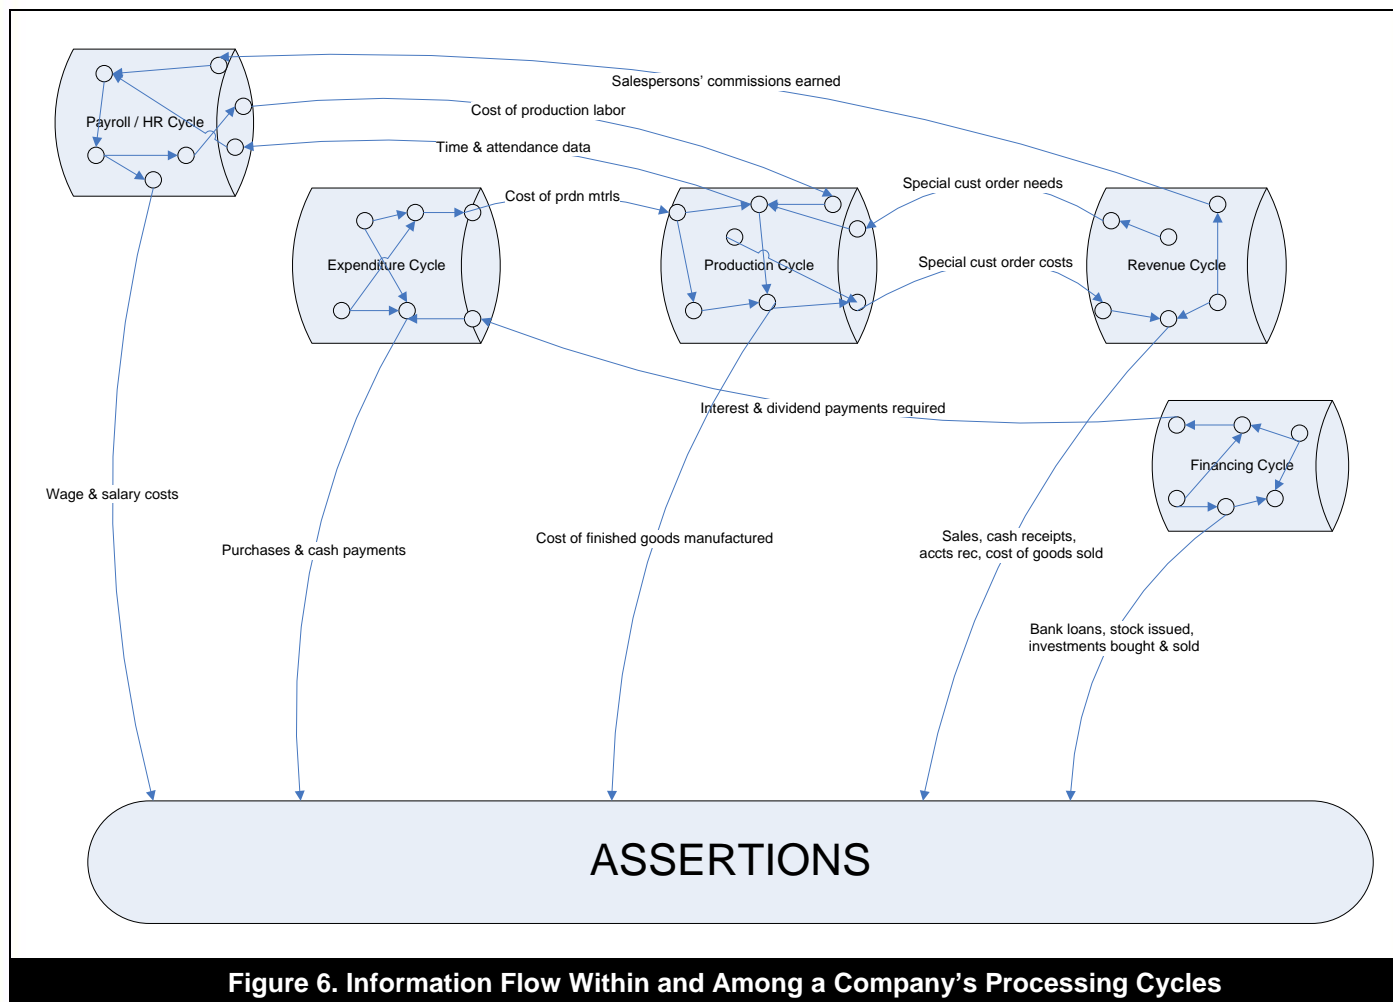 Salespersons' commissions earned
Cost of production labor
Payroll / HR Cycle
Time & attendance data
Special cust order needs
Cost of prdn mtrls
Expenditure Cycle
Production Cycle
Special cust order costs
Revenue Cycle
Interest & dividend payments required
Financing Cycle
Wage & salary costs
Purchases & cash payments
Cost of finished goods manufactured
Sales, cash receipts,
accts rec, cost of goods sold
Bank loans, stock issued,
investments bought & sold
ASSERTIONS
Figure 6. Information Flow Within and Among a Company's Processing Cycles